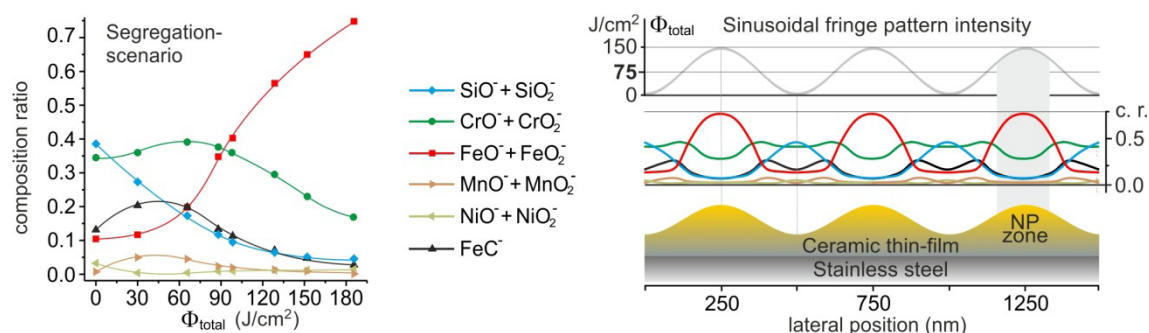 Segregation-
scenario
composition ratio
0.7
0.6
0.5
0.4
0.3
0.2
0.1
0.0
0 30 60 90 120 150 180
Φtotal (J/cm²)
SiO⁻ + SiO₂⁻
CrO⁻ + CrO₂⁻
FeO⁻ + FeO₂⁻
MnO⁻ + MnO₂⁻
NiO⁻ + NiO₂⁻
FeC⁻
J/cm² Φtotal Sinusoidal fringe pattern intensity
150
75
0
c. r.
0.5
0.0
NP
zone
Ceramic thin-film
Stainless steel
250 750 1250
lateral position (nm)